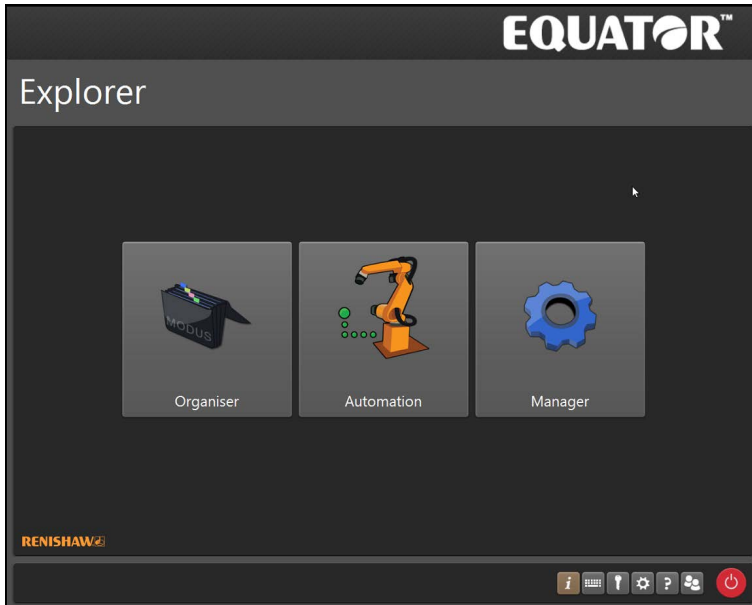 EQUATOR™
Explorer
MODUS
Organiser
Automation
Manager
RENISHAW
i
?